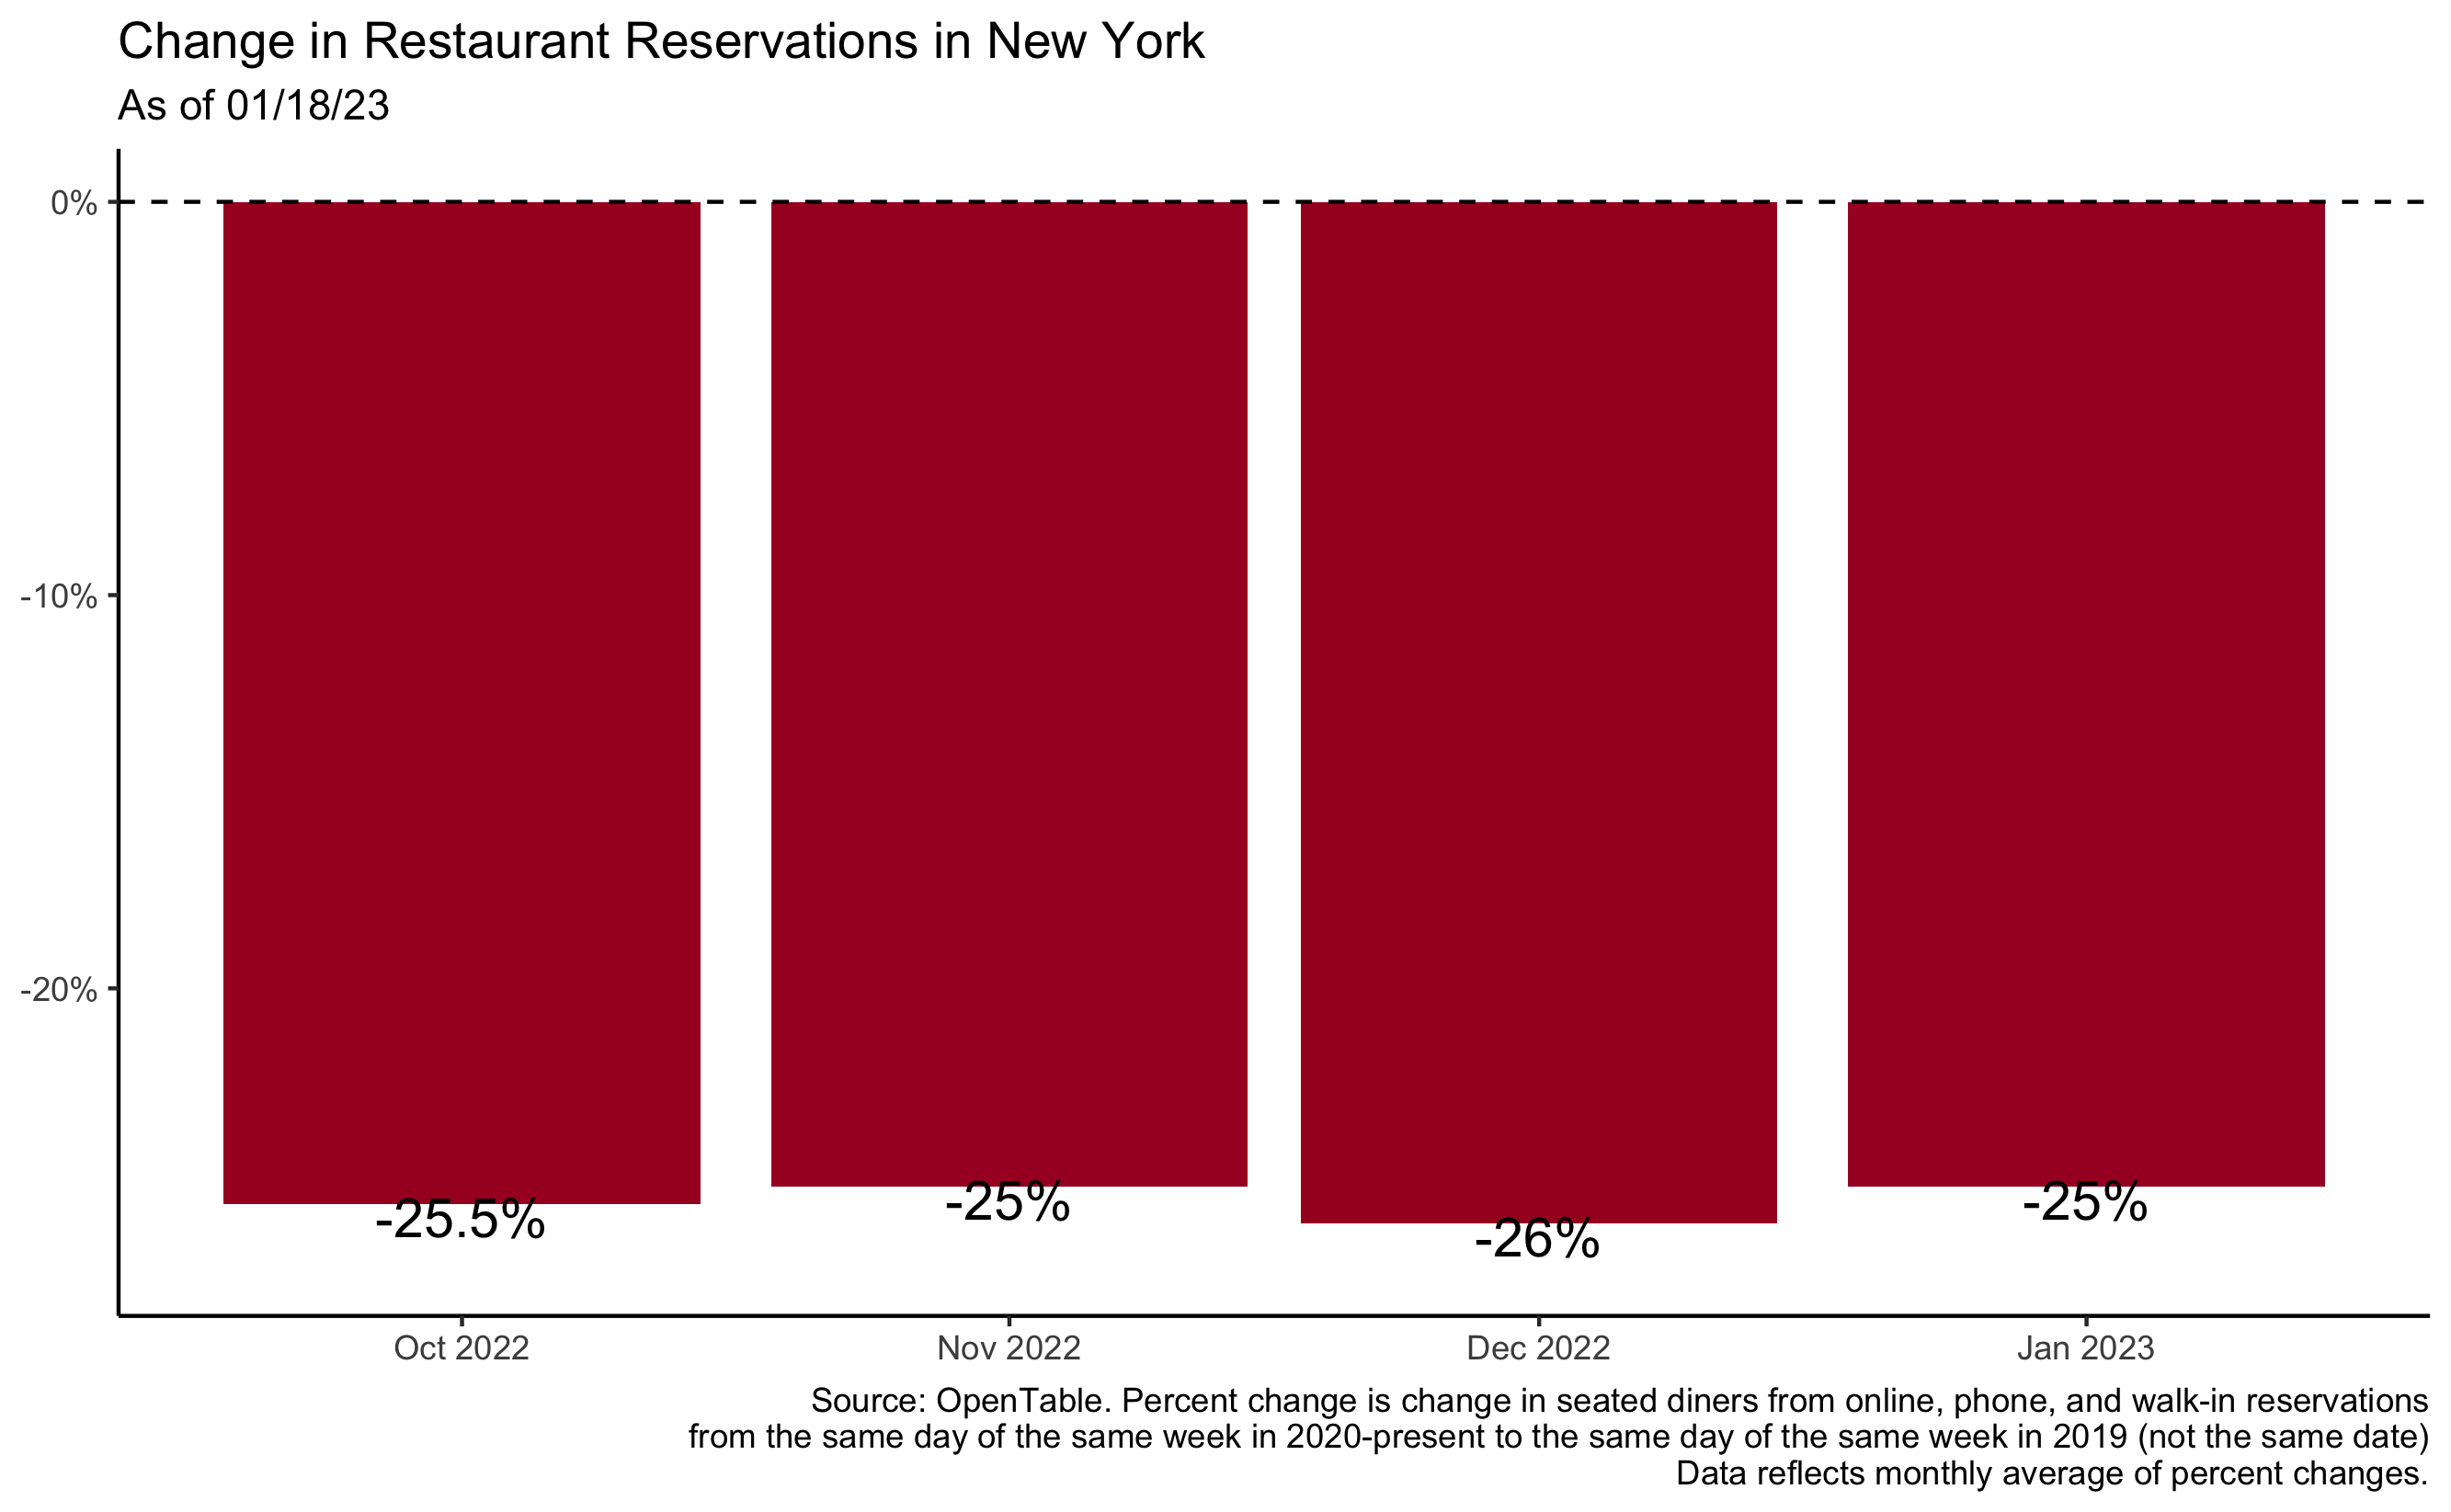 Change in Restaurant Reservations in New York
As of 01/18/23
0%
-10%
-20%
-25.5%
-25%
-26%
-25%
Oct 2022
Nov 2022
Dec 2022
Jan 2023
Source: OpenTable. Percent change is change in seated diners from online, phone, and walk-in reservations
from the same day of the same week in 2020-present to the same day of the same week in 2019 (not the same date)
Data reflects monthly average of percent changes.